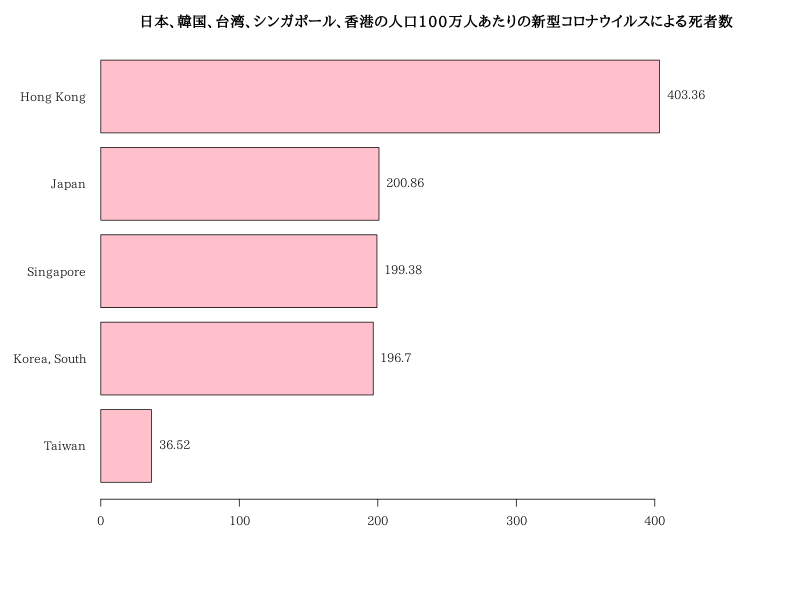 日本、韓国、台湾、シンガポール、香港の人口100万人あたりの新型コロナウイルスによる死者数
Hong Kong 403.36
Japan 200.86
Singapore 199.38
Korea, South 196.7
Taiwan 36.52
0 100 200 300 400